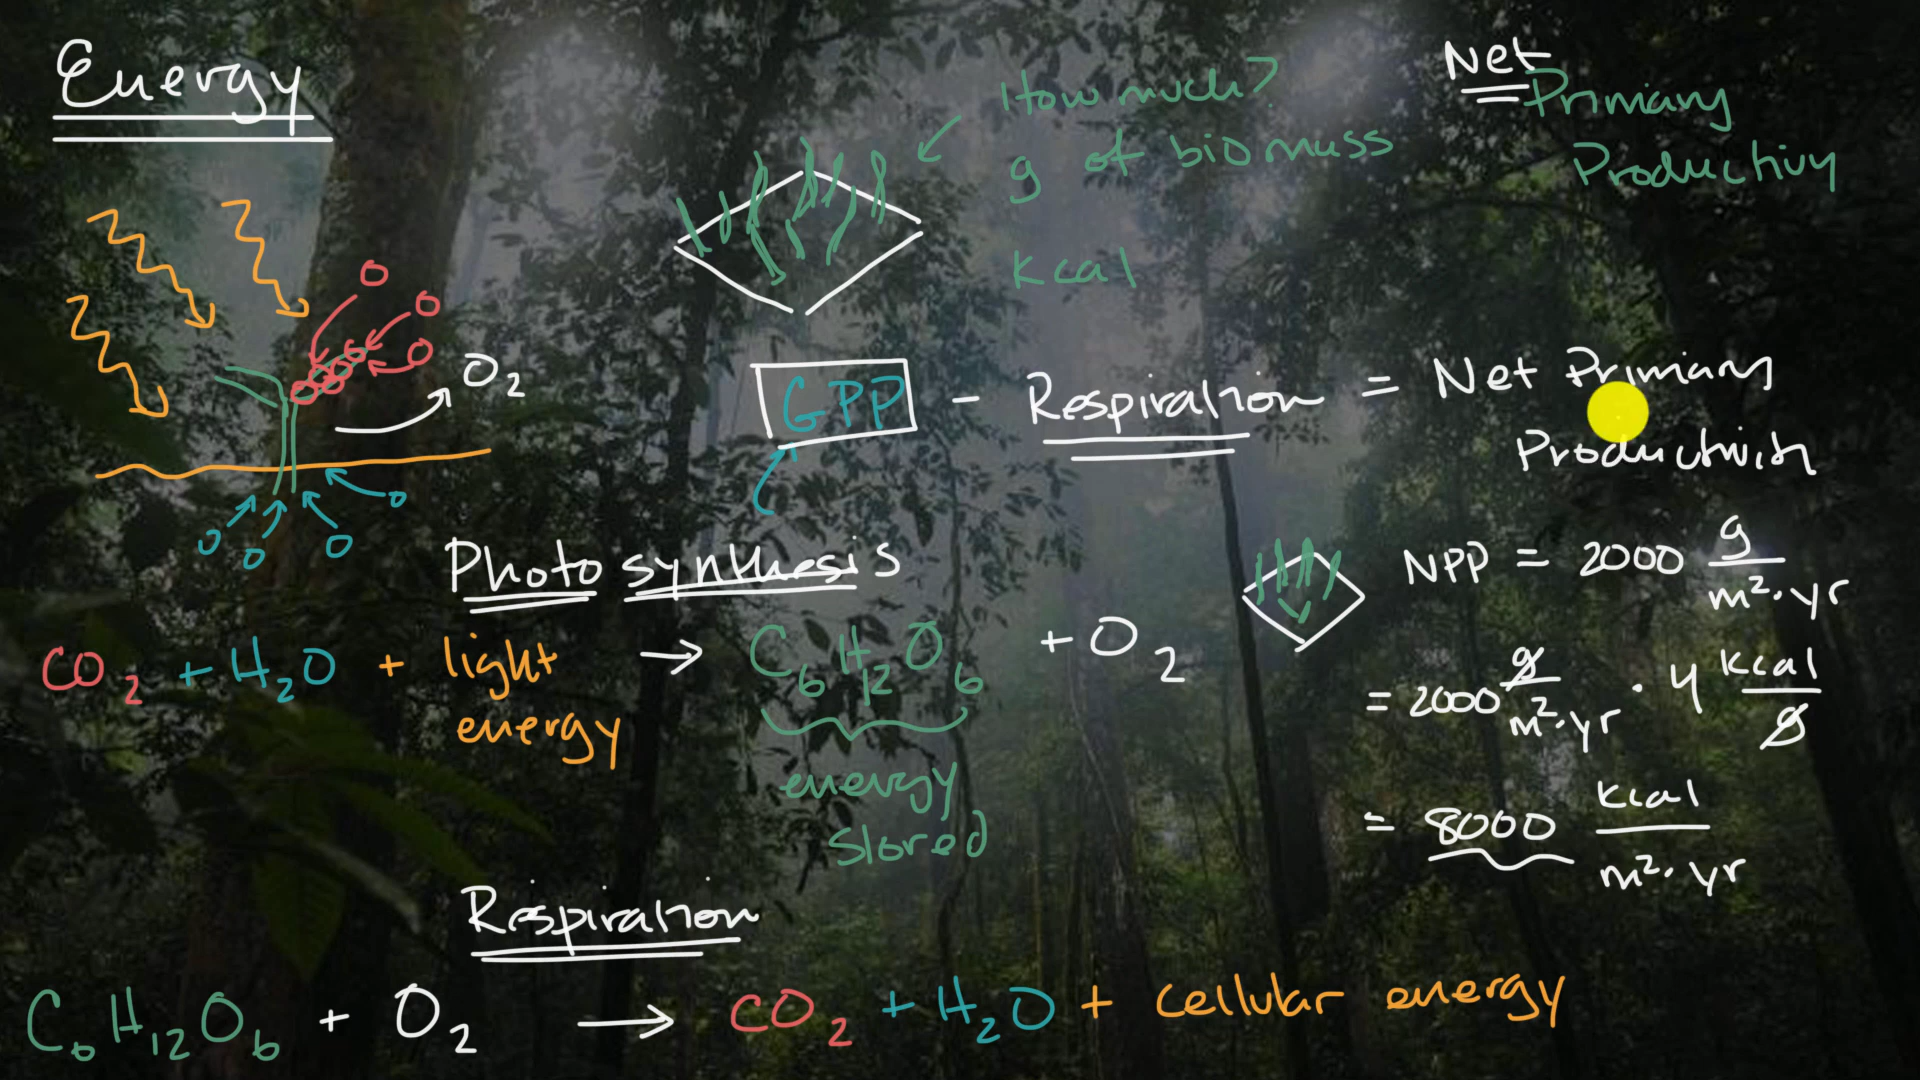 Energy
How much?
g of biomass
kcal
Net
Primary
Productivy
O
O
O
O2
GPP - Respiration = Net Primary
Productivity
O O O O
Photosynthesis
CO2 + H2O + light energy → C6H12O6 + O2
energy
stored
NPP = 2000 g/m²·yr
= 2000 g/m²·yr · 4 kcal/g
= 8000 kcal/m²·yr
Respiration
C6H12O6 + O2 → CO2 + H2O + cellular energy